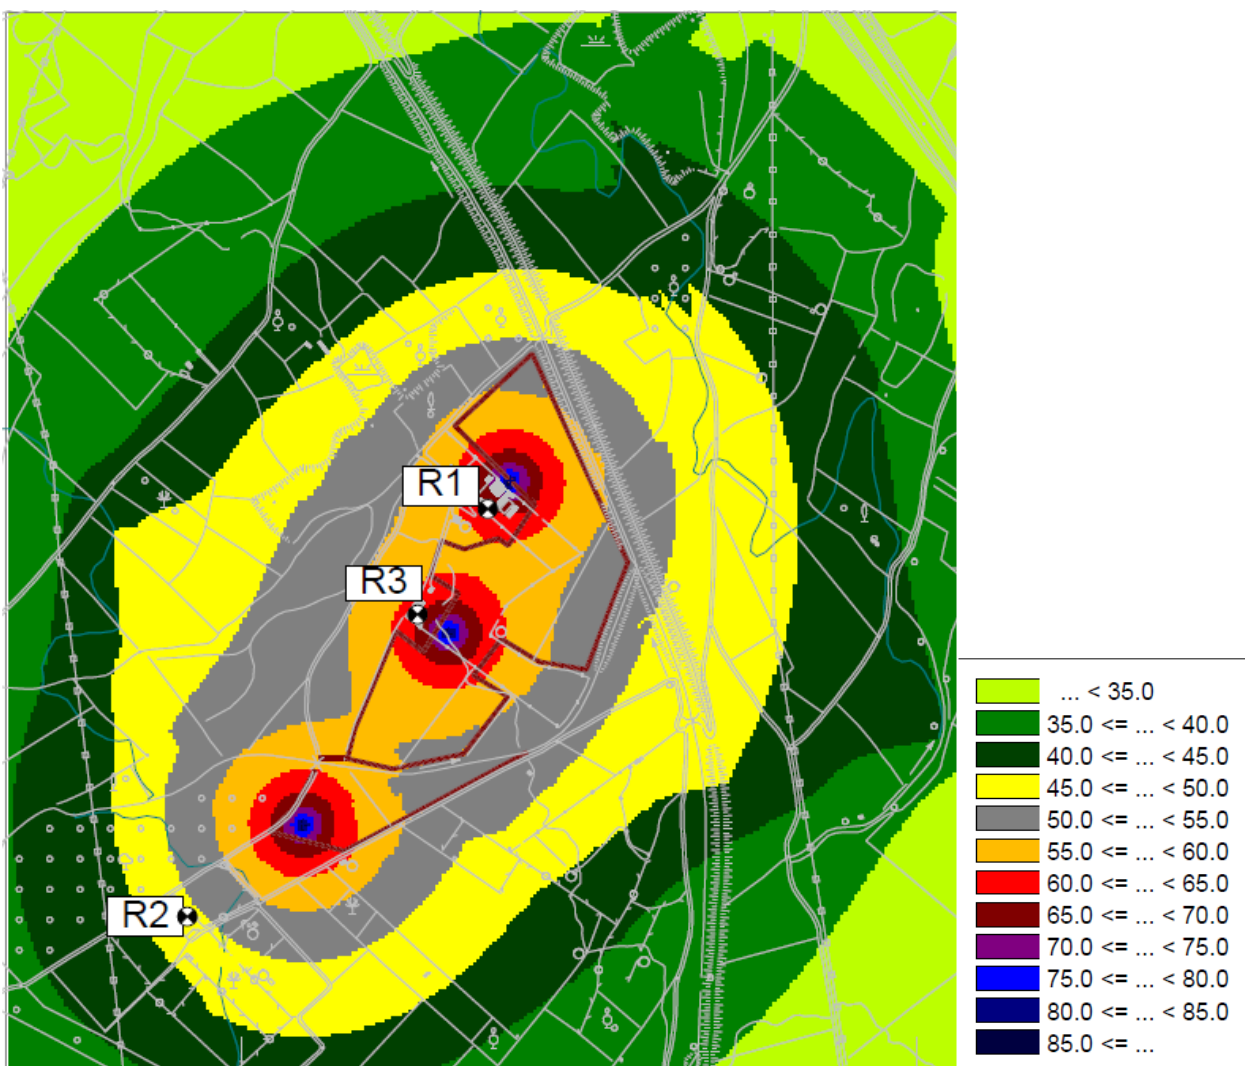 R1
R3
R2
... < 35.0
35.0 <= ... < 40.0
40.0 <= ... < 45.0
45.0 <= ... < 50.0
50.0 <= ... < 55.0
55.0 <= ... < 60.0
60.0 <= ... < 65.0
65.0 <= ... < 70.0
70.0 <= ... < 75.0
75.0 <= ... < 80.0
80.0 <= ... < 85.0
85.0 <= ...